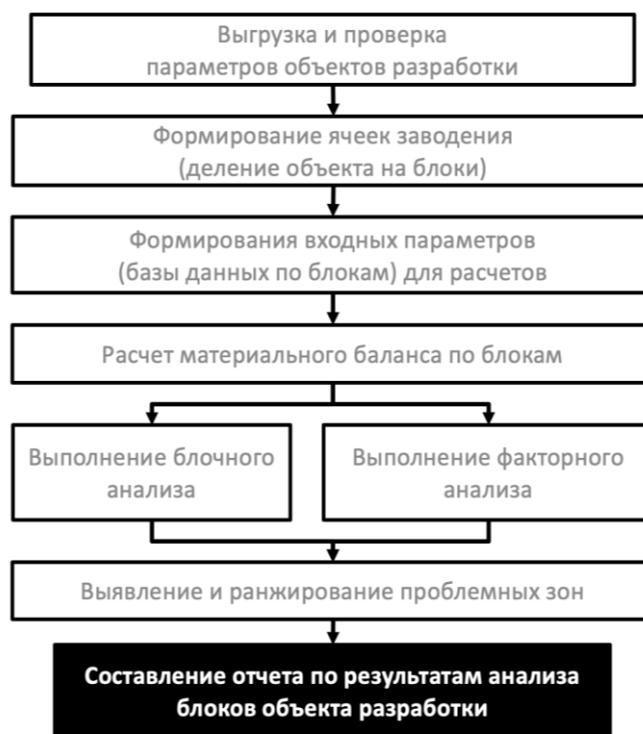 Выгрузка и проверка
параметров объектов разработки
Формирование ячеек заводения
(деление объекта на блоки)
Формирования входных параметров
(базы данных по блокам) для расчетов
Расчет материального баланса по блокам
Выполнение блочного
анализа
Выполнение факторного
анализа
Выявление и ранжирование проблемных зон
Составление отчета по результатам анализа
блоков объекта разработки